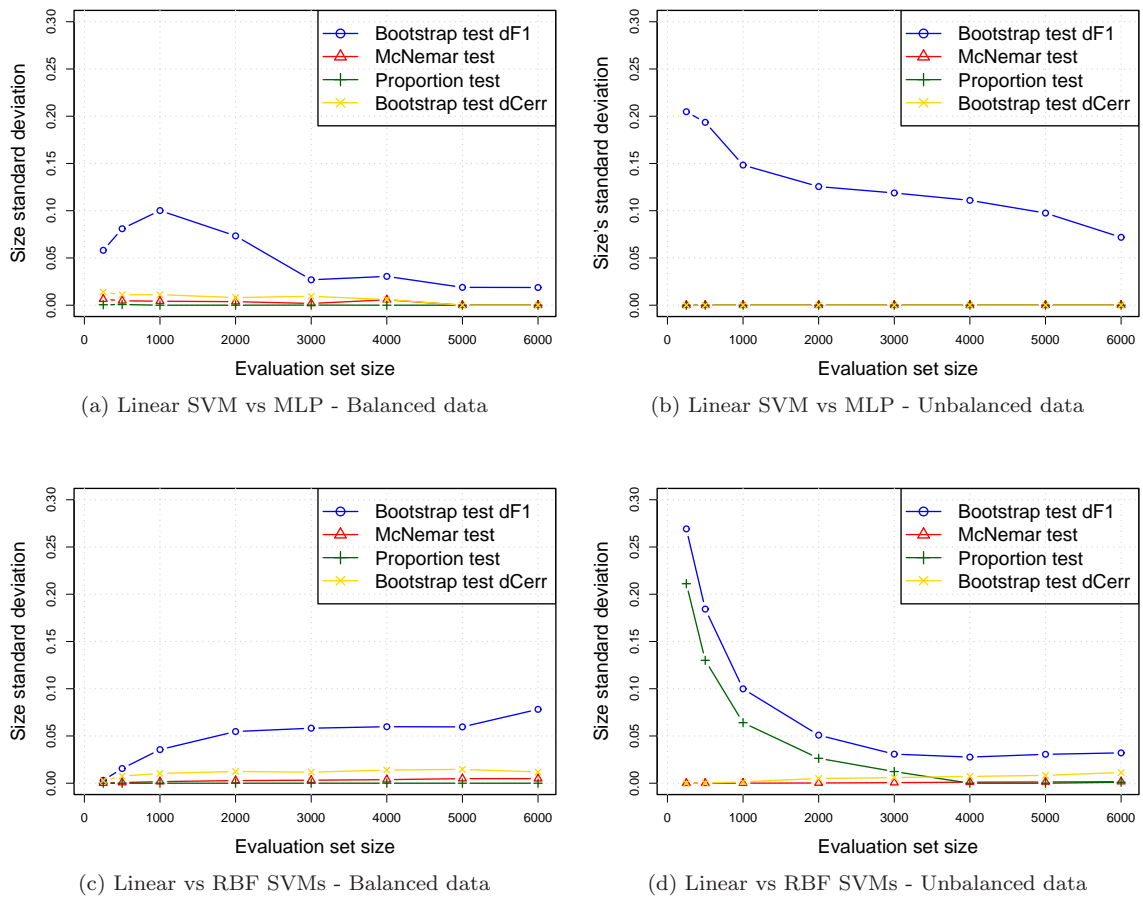 0.30
0.25
0.20
0.15
0.10
0.05
0.00
Size standard deviation
Bootstrap test dF1
McNemar test
Proportion test
Bootstrap test dCerr
0 1000 2000 3000 4000 5000 6000
Evaluation set size
(a) Linear SVM vs MLP - Balanced data
0.30
0.25
0.20
0.15
0.10
0.05
0.00
Size's standard deviation
Bootstrap test dF1
McNemar test
Proportion test
Bootstrap test dCerr
0 1000 2000 3000 4000 5000 6000
Evaluation set size
(b) Linear SVM vs MLP - Unbalanced data
0.30
0.25
0.20
0.15
0.10
0.05
0.00
Size standard deviation
Bootstrap test dF1
McNemar test
Proportion test
Bootstrap test dCerr
0 1000 2000 3000 4000 5000 6000
Evaluation set size
(c) Linear vs RBF SVMs - Balanced data
0.30
0.25
0.20
0.15
0.10
0.05
0.00
Size standard deviation
Bootstrap test dF1
McNemar test
Proportion test
Bootstrap test dCerr
0 1000 2000 3000 4000 5000 6000
Evaluation set size
(d) Linear vs RBF SVMs - Unbalanced data